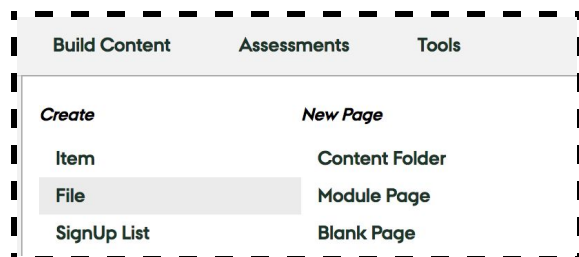 Build Content Assessments Tools
Create New Page
Item Content Folder
File Module Page
SignUp List Blank Page